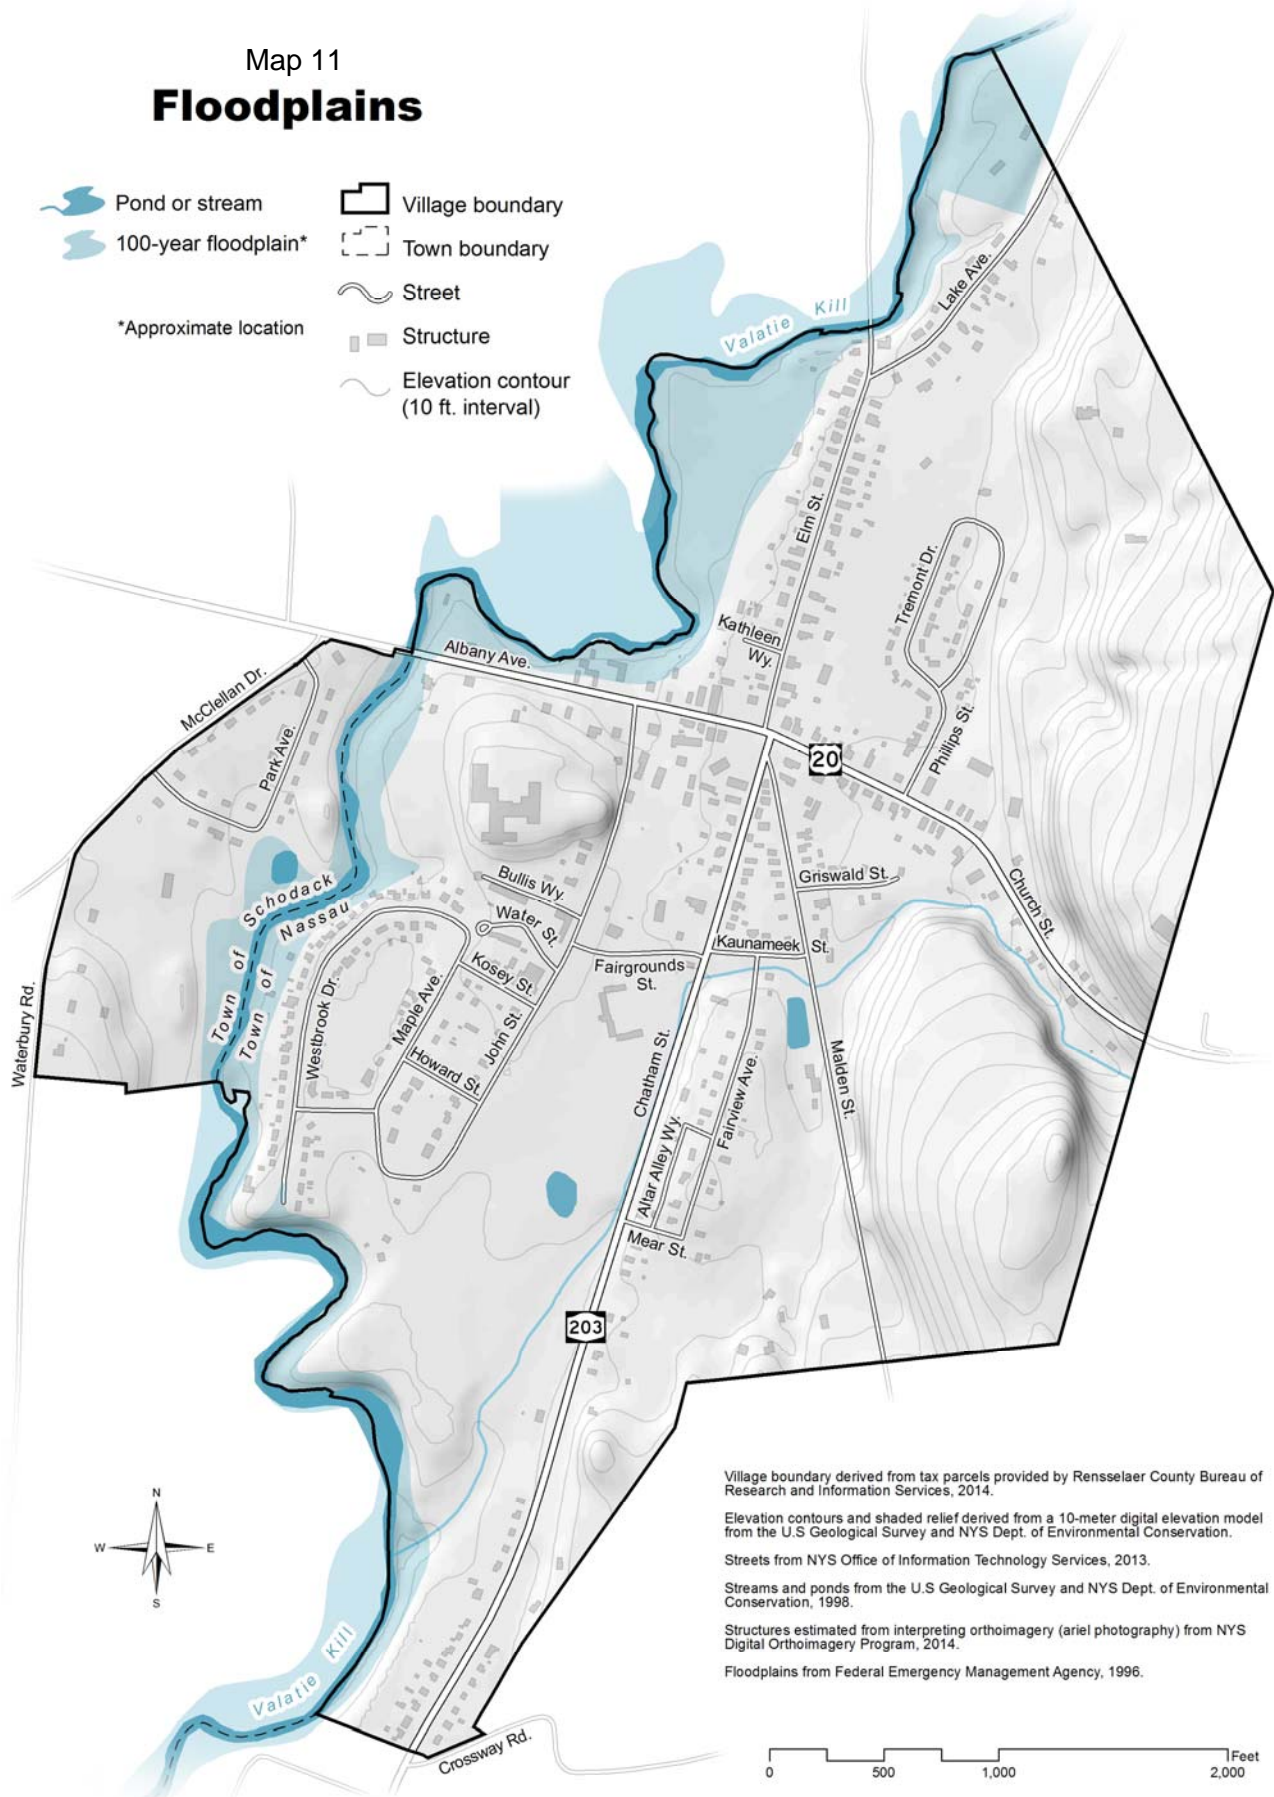 Map 11
Floodplains
Pond or stream
100-year floodplain*
*Approximate location
Village boundary
Town boundary
Street
Structure
Elevation contour
(10 ft. interval)
Valatie Kill
Lake Ave.
Elm St.
Tremont Dr.
Kathleen
Wy.
Albany Ave.
McClellan Dr.
Park Ave.
Phillips St.
20
Bullis Wy.
Griswald St.
Church St.
Town of Schodack
Town of Nassau
Water St.
Kaunameek St.
Fairgrounds
St.
Kosey St.
Westbrook Dr.
Maple Ave.
John St.
Howard St.
Waterbury Rd.
Chatham St.
Malden St.
Fairview Ave.
Altar Alley Wy.
Mear St.
203
N
W
E
S
Valatie Kill
Crossway Rd.
Village boundary derived from tax parcels provided by Rensselaer County Bureau of
Research and Information Services, 2014.
Elevation contours and shaded relief derived from a 10-meter digital elevation model
from the U.S Geological Survey and NYS Dept. of Environmental Conservation.
Streets from NYS Office of Information Technology Services, 2013.
Streams and ponds from the U.S Geological Survey and NYS Dept. of Environmental
Conservation, 1998.
Structures estimated from interpreting orthoimagery (ariel photography) from NYS
Digital Orthoimagery Program, 2014.
Floodplains from Federal Emergency Management Agency, 1996.
Feet
0
500
1,000
2,000